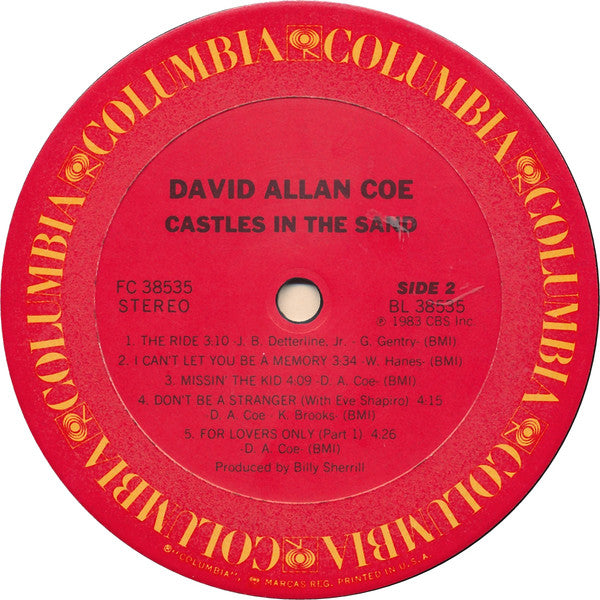 COLUMBIA COLUMBIA COLUMBIA COLUMBIA COLUMBIA COLUMBIA COLUMBIA COLUMBIA
DAVID ALLAN COE
CASTLES IN THE SAND
FC 38535
STEREO
SIDE 2
BL 38535
℗ 1983 CBS Inc
1. THE RIDE 3:10 -J. B. Detterline, Jr. - G. Gentry- (BMI)
2. I CAN'T LET YOU BE A MEMORY 3:34 -W. Hanes- (BMI)
3. MISSIN' THE KID 4:09 -D. A. Coe- (BMI)
4. DON'T BE A STRANGER (With Eve Shapiro) 4:15
-D. A. Coe - K. Brooks- (BMI)
5. FOR LOVERS ONLY (Part 1) 4:26
-D. A. Coe- (BMI)
Produced by Billy Sherrill
®"COLUMBIA", MARCAS REG. PRINTED IN U.S.A.